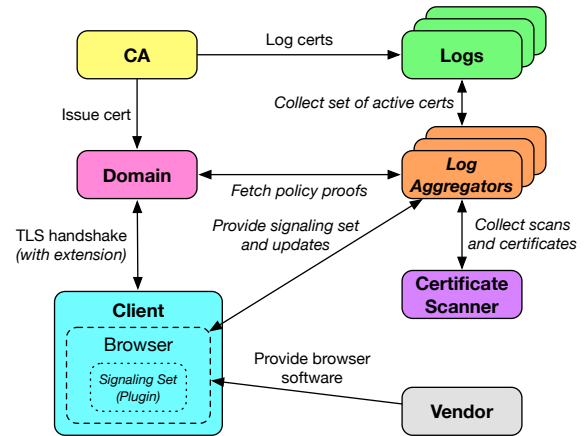 CA
Log certs
Logs
Issue cert
Collect set of active certs
Domain
Fetch policy proofs
Log
Aggregators
TLS handshake
(with extension)
Provide signaling set
and updates
Collect scans
and certificates
Client
Browser
Signaling Set
(Plugin)
Certificate
Scanner
Provide browser
software
Vendor